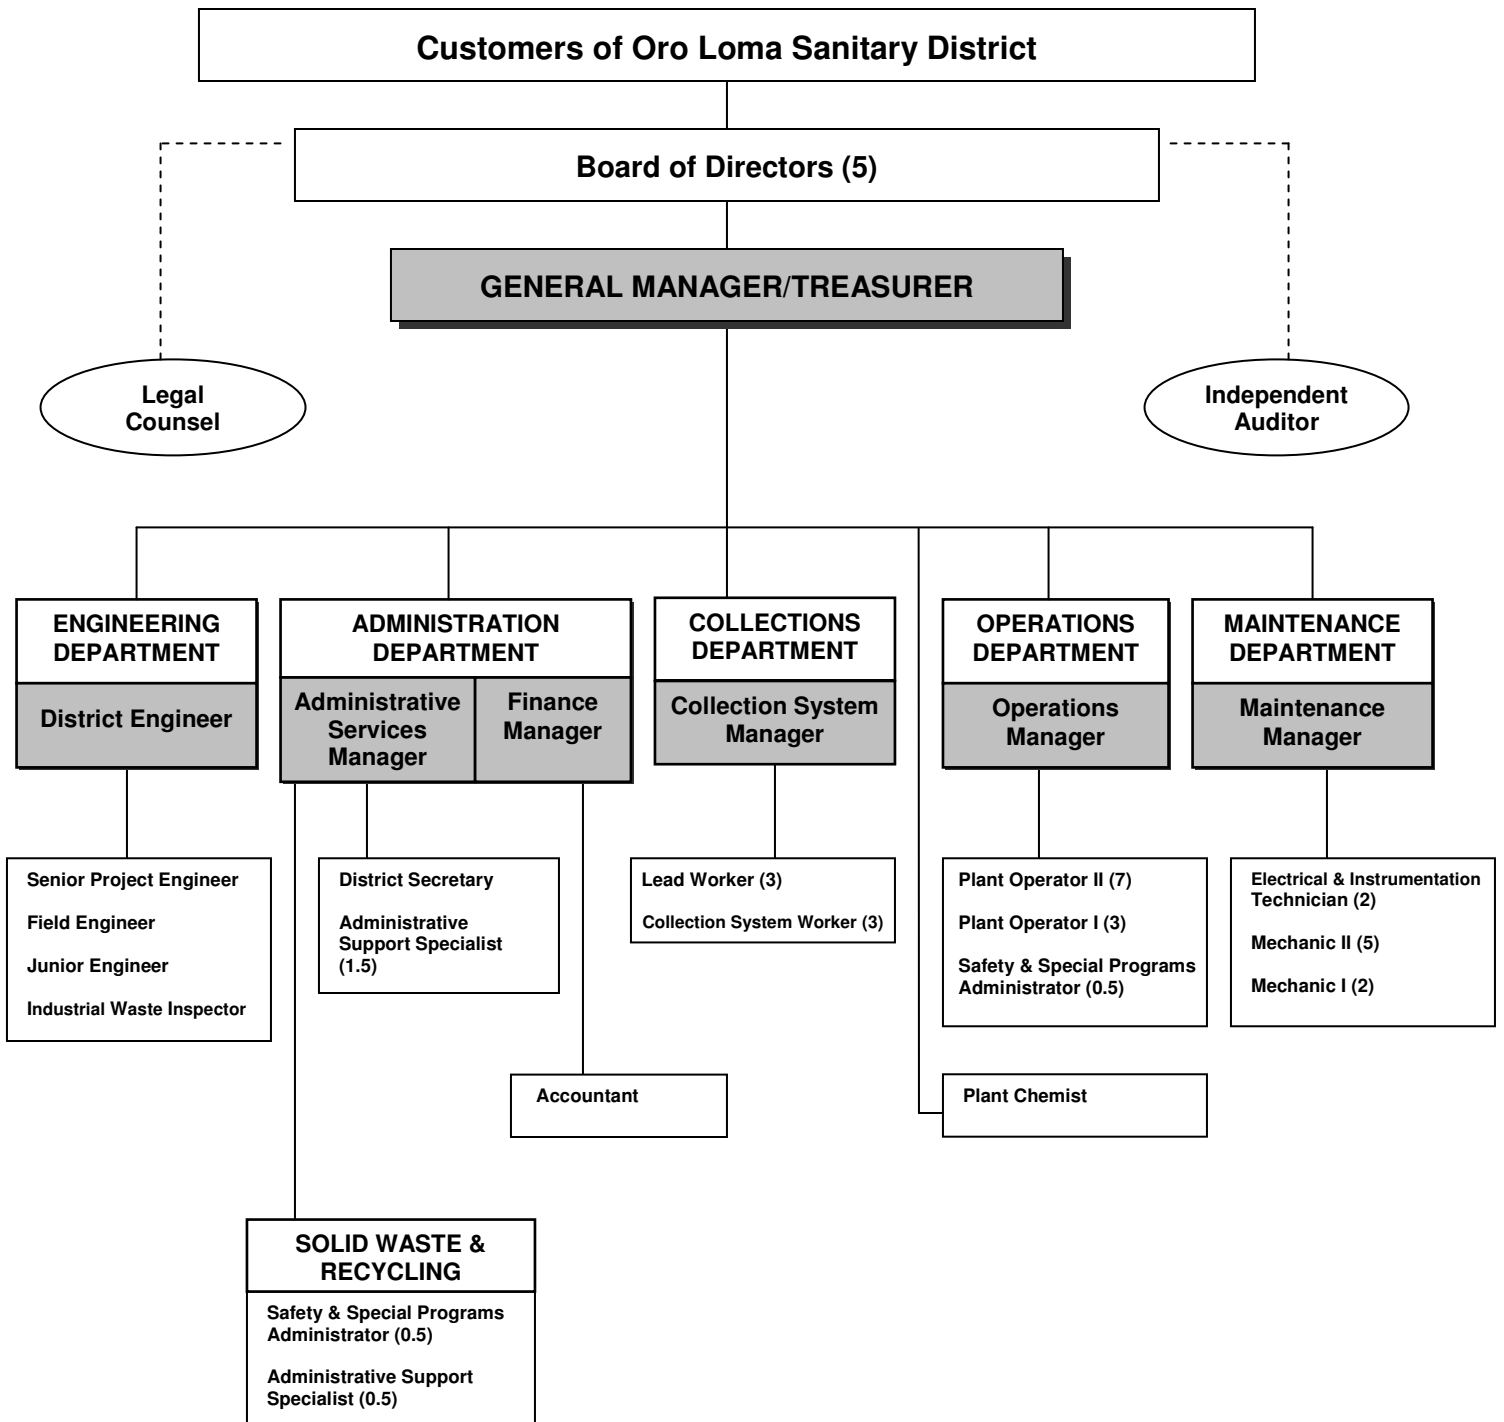 Customers of Oro Loma Sanitary District
Board of Directors (5)
GENERAL MANAGER/TREASURER
Legal
Counsel
Independent
Auditor
ENGINEERING
DEPARTMENT
District Engineer
ADMINISTRATION
DEPARTMENT
Administrative
Services
Manager
Finance
Manager
COLLECTIONS
DEPARTMENT
Collection System
Manager
OPERATIONS
DEPARTMENT
Operations
Manager
MAINTENANCE
DEPARTMENT
Maintenance
Manager
Senior Project Engineer
Field Engineer
Junior Engineer
Industrial Waste Inspector
District Secretary
Administrative
Support Specialist
(1.5)
Lead Worker (3)
Collection System Worker (3)
Plant Operator II (7)
Plant Operator I (3)
Safety & Special Programs
Administrator (0.5)
Electrical & Instrumentation
Technician (2)
Mechanic II (5)
Mechanic I (2)
Accountant
Plant Chemist
SOLID WASTE &
RECYCLING
Safety & Special Programs
Administrator (0.5)
Administrative Support
Specialist (0.5)